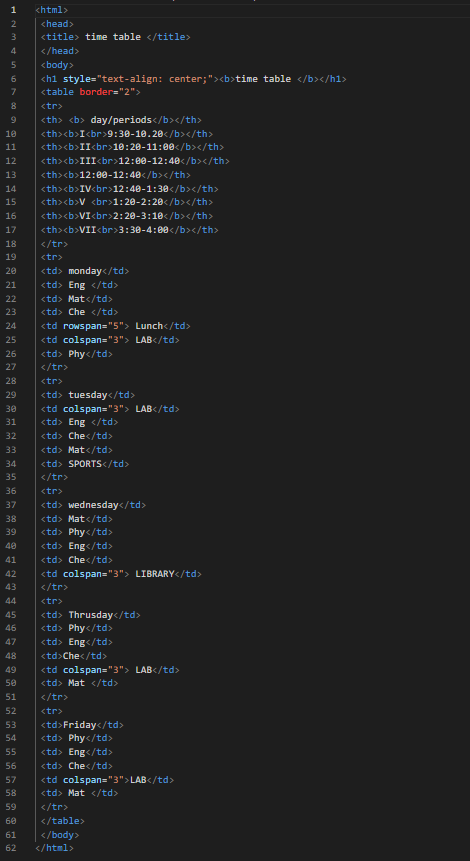 1 <html>
2 <head>
3 <title> time table </title>
4 </head>
5 <body>
6 <h1 style="text-align: center;"><b>time table </b></h1>
7 <table border="2">
8 <tr>
9 <th> <b> day/periods</b></th>
10 <th><b>I<br>9:30-10.20</b></th>
11 <th><b>II<br>10:20-11:00</b></th>
12 <th><b>III<br>12:00-12:40</b></th>
13 <th><b>12:00-12:40</b></th>
14 <th><b>IV<br>12:40-1:30</b></th>
15 <th><b>V <br>1:20-2:20</b></th>
16 <th><b>VI<br>2:20-3:10</b></th>
17 <th><b>VII<br>3:30-4:00</b></th>
18 </tr>
19 <tr>
20 <td> monday</td>
21 <td> Eng </td>
22 <td> Mat</td>
23 <td> Che </td>
24 <td rowspan="5"> Lunch</td>
25 <td colspan="3"> LAB</td>
26 <td> Phy</td>
27 </tr>
28 <tr>
29 <td> tuesday</td>
30 <td colspan="3"> LAB</td>
31 <td> Eng </td>
32 <td> Che</td>
33 <td> Mat</td>
34 <td> SPORTS</td>
35 </tr>
36 <tr>
37 <td> wednesday</td>
38 <td> Mat</td>
39 <td> Phy</td>
40 <td> Eng</td>
41 <td> Che</td>
42 <td colspan="3"> LIBRARY</td>
43 </tr>
44 <tr>
45 <td> Thrusday</td>
46 <td> Phy</td>
47 <td> Eng</td>
48 <td>Che</td>
49 <td colspan="3"> LAB</td>
50 <td> Mat </td>
51 </tr>
52 <tr>
53 <td>Friday</td>
54 <td> Phy</td>
55 <td> Eng</td>
56 <td> Che</td>
57 <td colspan="3">LAB</td>
58 <td> Mat </td>
59 </tr>
60 </table>
61 </body>
62 </html>